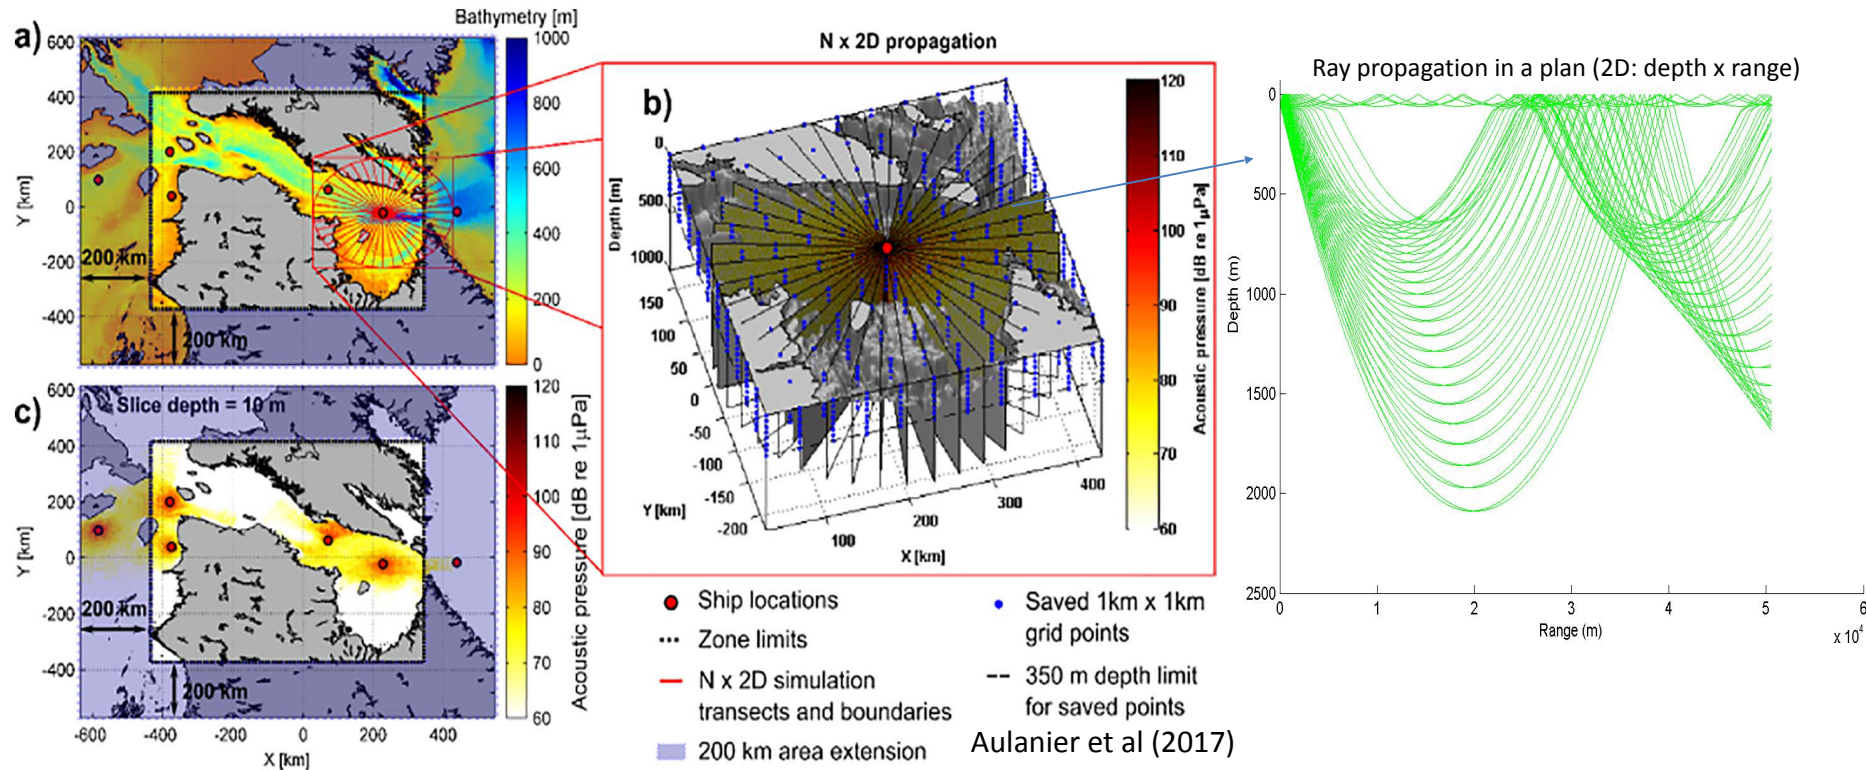 a)
Bathymetry [m]
600
400
200
0
-200
-400
Y [km]
200 km
200 km
1000
800
600
400
200
0
c)
Slice depth = 10 m
600
400
200
0
-200
-400
Y [km]
200 km
200 km
-600 -400 -200 0 200 400
X [km]
120
110
100
90
80
70
60
Acoustic pressure [dB re 1µPa]
N x 2D propagation
b)
0
500
1000
Depth [m]
150
100
50
0
-50
-100
-150
-200
Y [km]
100 200 300 400
X [km]
120
110
100
90
80
70
60
Acoustic pressure [dB re 1µPa]
Ship locations
Zone limits
N x 2D simulation
transects and boundaries
200 km area extension
Saved 1km x 1km
grid points
350 m depth limit
for saved points
Aulanier et al (2017)
Ray propagation in a plan (2D: depth x range)
0
500
1000
1500
2000
2500
Depth (m)
0 1 2 3 4 5 6
Range (m)
x 10⁴